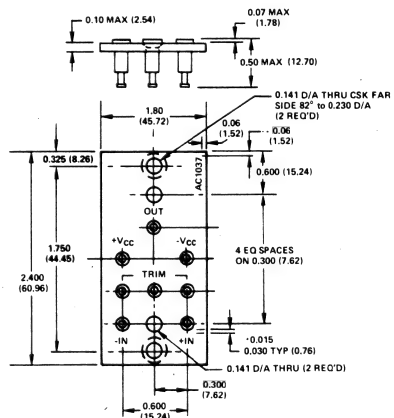 0.10 MAX (2.54)
0.07 MAX
(1.78)
0.50 MAX (12.70)
0.141 D/A THRU CSK FAR
SIDE 82° to 0.230 D/A
(2 REQ'D)
1.80
(45.72)
0.06
(1.52)
0.06
(1.52)
0.325 (8.26)
0.600 (15.24)
AC1037
OUT
+VCC
-VCC
1.750
(44.45)
4 EQ SPACES
ON 0.300 (7.62)
TRIM
2.400
(60.96)
-IN
+IN
·0.015
0.030 TYP (0.76)
0.141 D/A THRU (2 REQ'D)
0.300
(7.62)
0.600
(15.24)